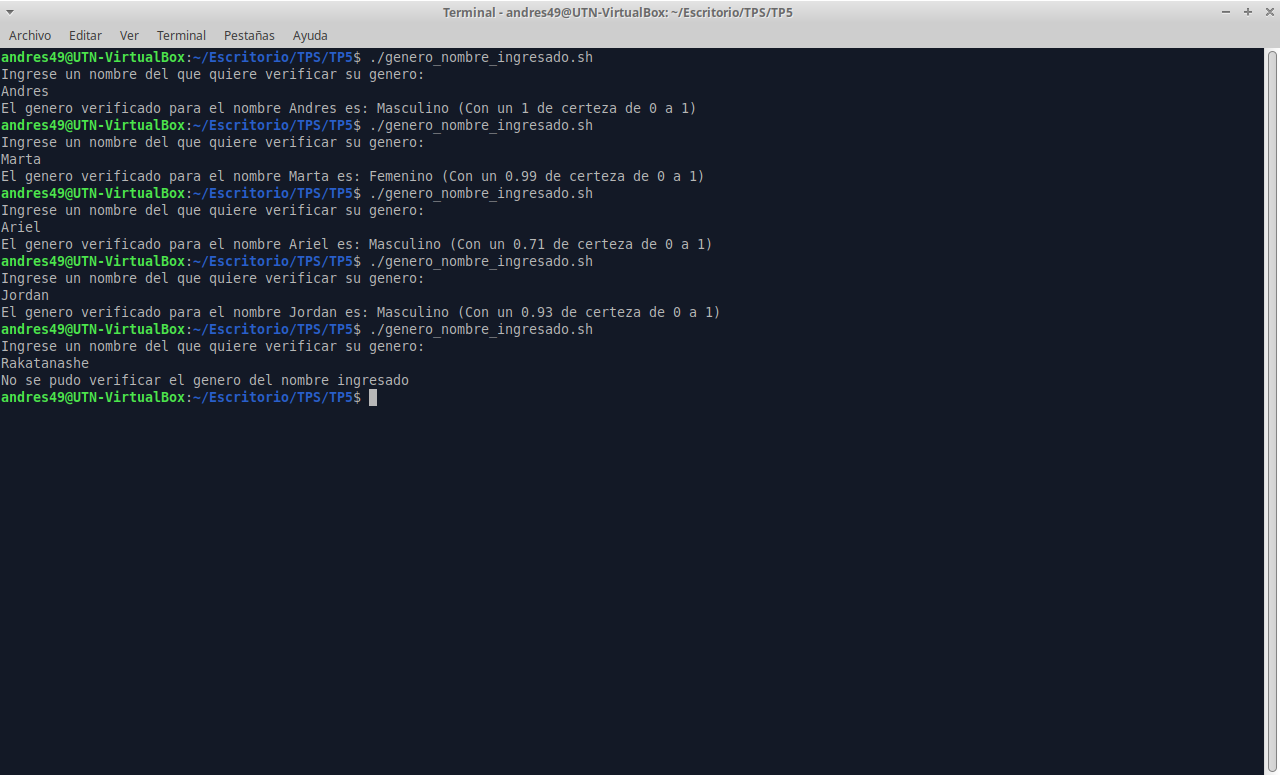 Terminal - andres49@UTN-VirtualBox: ~/Escritorio/TPS/TP5
Archivo Editar Ver Terminal Pestañas Ayuda
andres49@UTN-VirtualBox:~/Escritorio/TPS/TP5$ ./genero_nombre_ingresado.sh
Ingrese un nombre del que quiere verificar su genero:
Andres
El genero verificado para el nombre Andres es: Masculino (Con un 1 de certeza de 0 a 1)
andres49@UTN-VirtualBox:~/Escritorio/TPS/TP5$ ./genero_nombre_ingresado.sh
Ingrese un nombre del que quiere verificar su genero:
Marta
El genero verificado para el nombre Marta es: Femenino (Con un 0.99 de certeza de 0 a 1)
andres49@UTN-VirtualBox:~/Escritorio/TPS/TP5$ ./genero_nombre_ingresado.sh
Ingrese un nombre del que quiere verificar su genero:
Ariel
El genero verificado para el nombre Ariel es: Masculino (Con un 0.71 de certeza de 0 a 1)
andres49@UTN-VirtualBox:~/Escritorio/TPS/TP5$ ./genero_nombre_ingresado.sh
Ingrese un nombre del que quiere verificar su genero:
Jordan
El genero verificado para el nombre Jordan es: Masculino (Con un 0.93 de certeza de 0 a 1)
andres49@UTN-VirtualBox:~/Escritorio/TPS/TP5$ ./genero_nombre_ingresado.sh
Ingrese un nombre del que quiere verificar su genero:
Rakatanashe
No se pudo verificar el genero del nombre ingresado
andres49@UTN-VirtualBox:~/Escritorio/TPS/TP5$